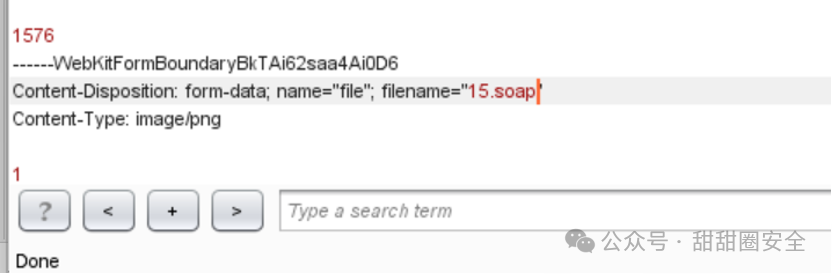 1576
------WebKitFormBoundaryBkTAi62saa4Ai0D6
Content-Disposition: form-data; name="file"; filename="15.soap"
Content-Type: image/png
1
? < + > Type a search term
公众号 · 甜甜圈安全
Done